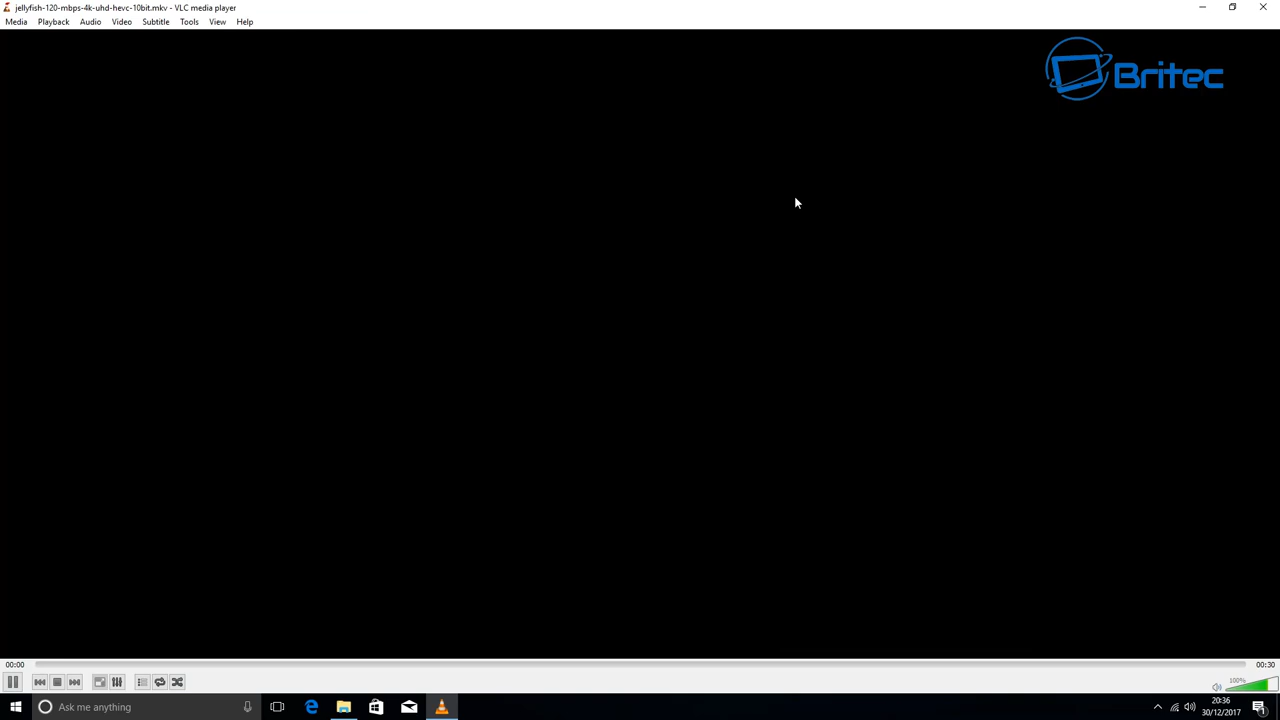 jellyfish-120-mbps-4k-uhd-hevc-10bit.mkv - VLC media player
Media Playback Audio Video Subtitle Tools View Help
Britec
00:00
00:30
100%
Ask me anything
20:36
30/12/2017
1